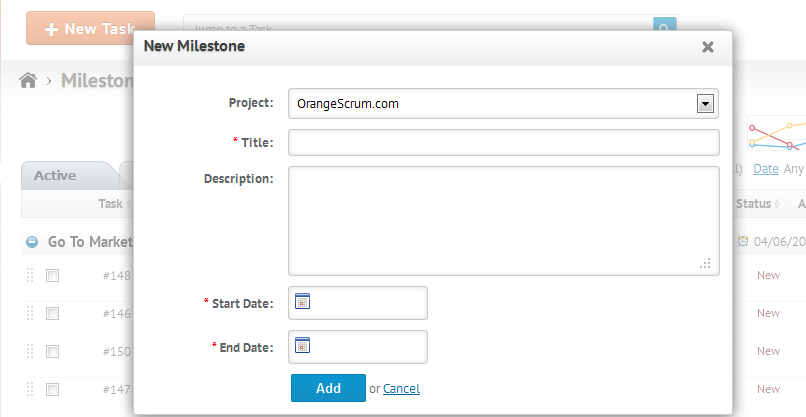 + New Task
Jump to a Task
New Milestone
Mileston
Project:
OrangeScrum.com
* Title:
Description:
* Start Date:
* End Date:
Add or Cancel
Active
Date Any
Task
Status
Go To Market
04/06/20
#148
New
#146
New
#150
New
#147
New